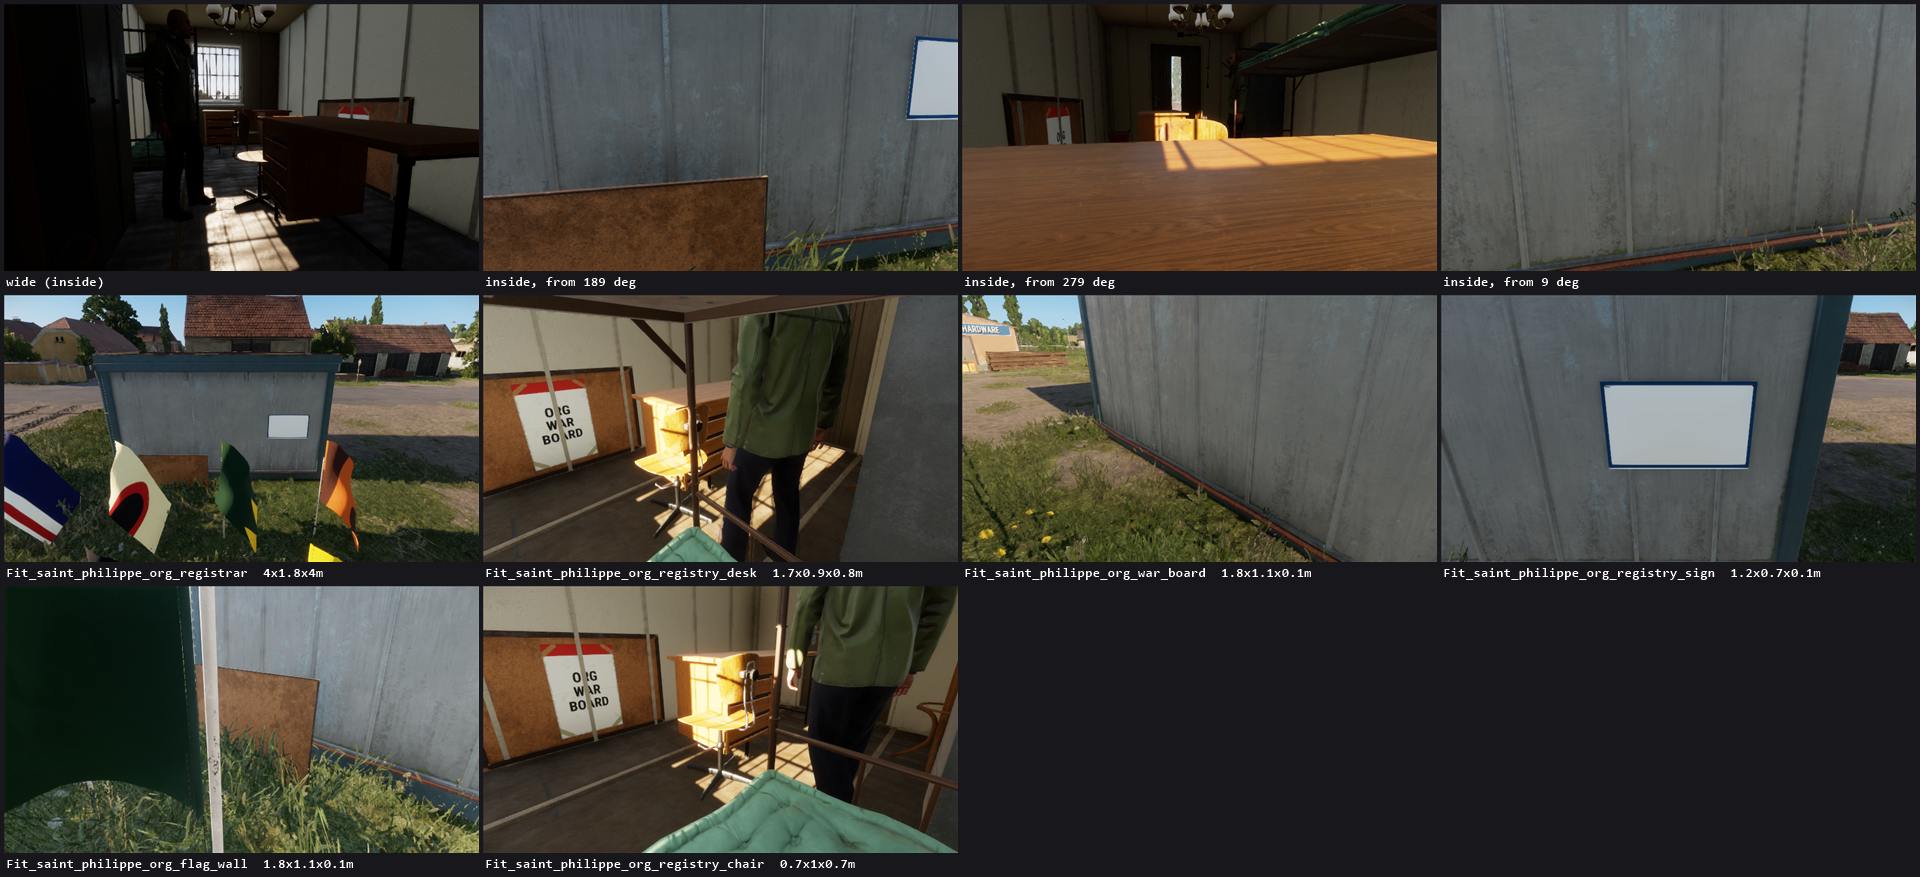 wide (inside)
inside, from 189 deg
inside, from 279 deg
inside, from 9 deg
HARDWARE
ORG
WAR
BOARD
Fit_saint_philippe_org_registrar 4x1.8x4m
Fit_saint_philippe_org_registry_desk 1.7x0.9x0.8m
Fit_saint_philippe_org_war_board 1.8x1.1x0.1m
Fit_saint_philippe_org_registry_sign 1.2x0.7x0.1m
ORG
WAR
BOARD
Fit_saint_philippe_org_flag_wall 1.8x1.1x0.1m
Fit_saint_philippe_org_registry_chair 0.7x1x0.7m